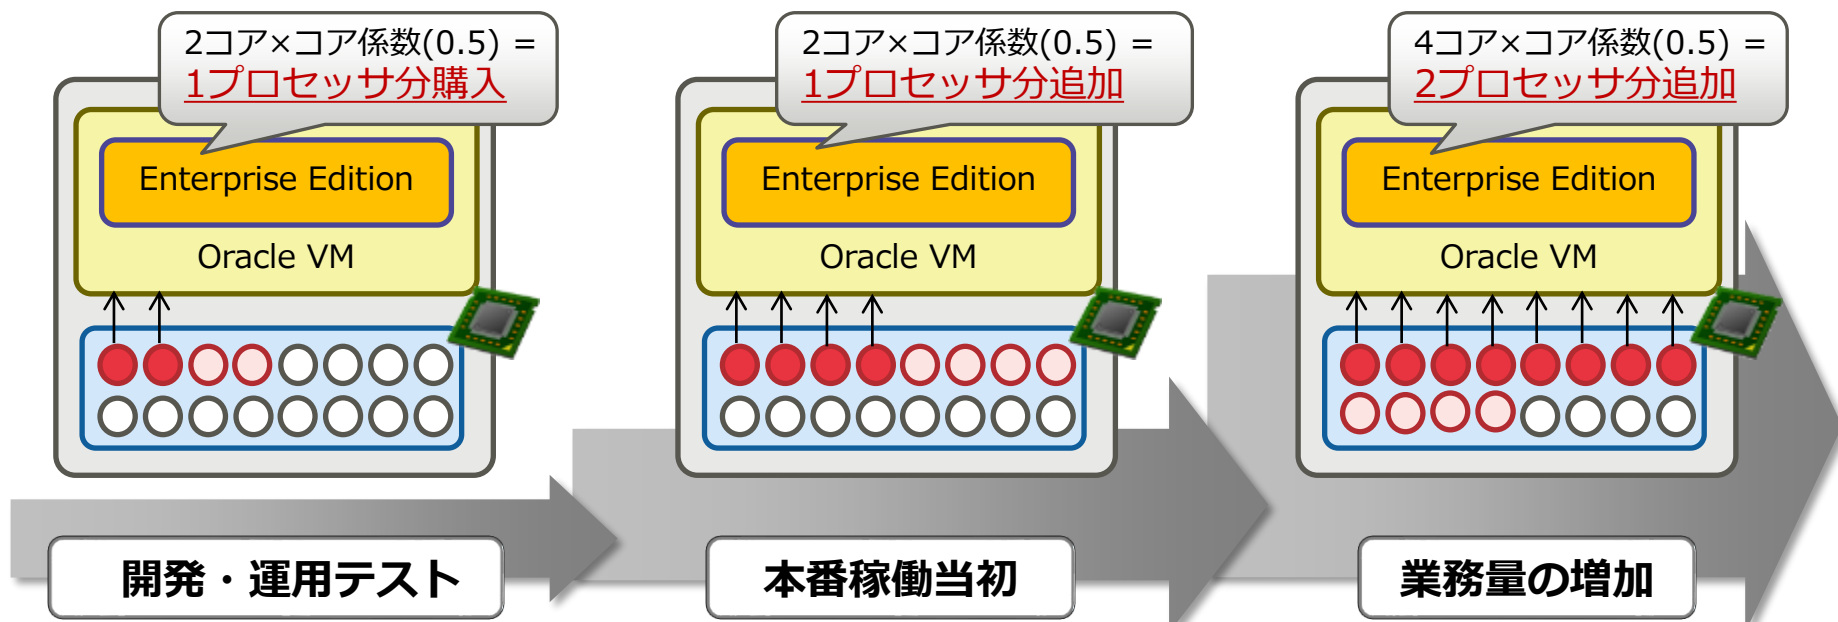 2コア×コア係数(0.5) =
1プロセッサ分購入
Enterprise Edition
Oracle VM
開発・運用テスト
2コア×コア係数(0.5) =
1プロセッサ分追加
Enterprise Edition
Oracle VM
本番稼働当初
4コア×コア係数(0.5) =
2プロセッサ分追加
Enterprise Edition
Oracle VM
業務量の増加